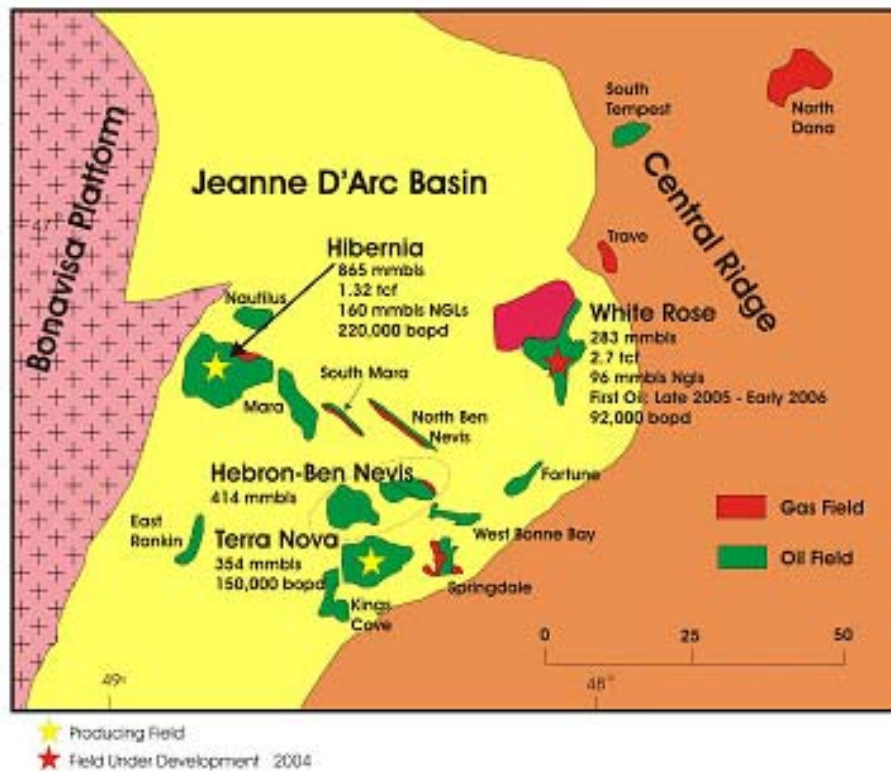 South
Tempest
North
Dana
Bonavisa Platform
Jeanne D'Arc Basin
Central Ridge
47°
Trave
Hibernia
865 mmbls
1.32 tcf
160 mmbls NGLs
220,000 bopd
Nautilus
White Rose
283 mmbls
2.7 tcf
96 mmbls Ngls
First Oil; Late 2005 - Early 2006
92,000 bopd
South Mara
Mara
North Ben
Nevis
Hebron-Ben Nevis
414 mmbls
Fortune
Gas Field
East
Rankin
Terra Nova
354 mmbls
150,000 bopd
West Bonne Bay
Oil Field
Springdale
Kings
Cove
0 25 50
49° 48°
Producing Field
Field Under Development 2004